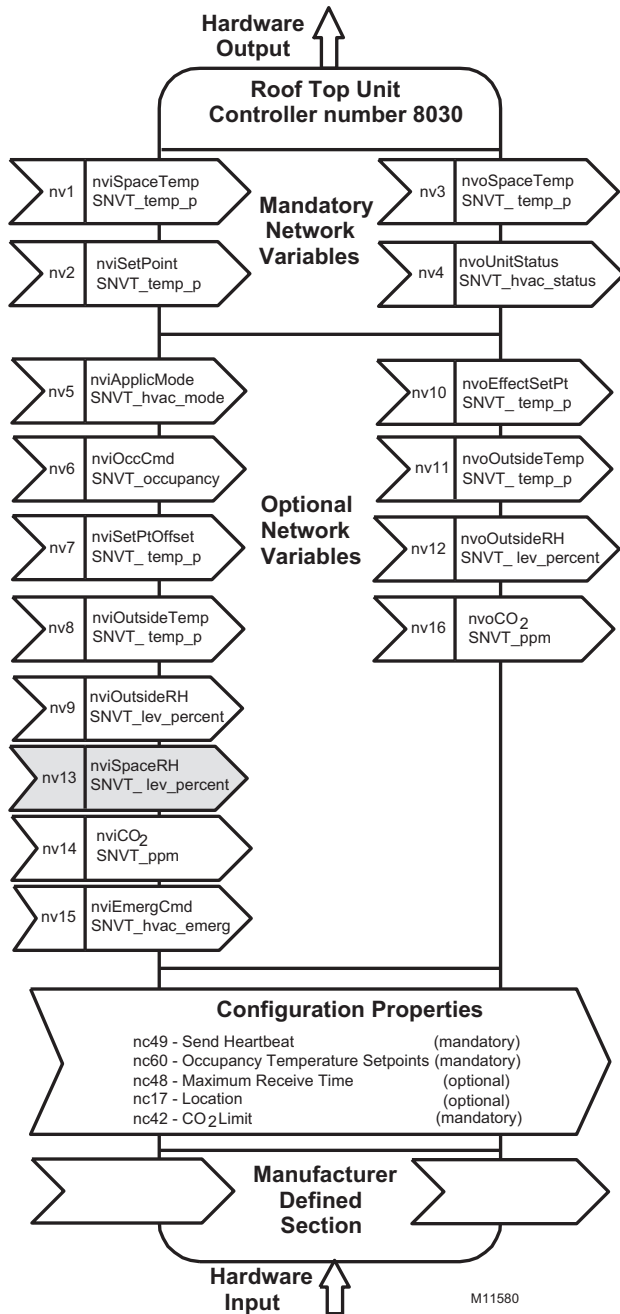 Hardware
Output
Roof Top Unit
Controller number 8030
nv1
nviSpaceTemp
SNVT_temp_p
nv2
nviSetPoint
SNVT_temp_p
Mandatory
Network
Variables
nv3
nvoSpaceTemp
SNVT_ temp_p
nv4
nvoUnitStatus
SNVT_hvac_status
nv5
nviApplicMode
SNVT_hvac_mode
nv6
nviOccCmd
SNVT_occupancy
nv7
nviSetPtOffset
SNVT_ temp_p
nv8
nviOutsideTemp
SNVT_ temp_p
nv9
nviOutsideRH
SNVT_lev_percent
nv13
nviSpaceRH
SNVT_ lev_percent
nv14
nviCO2
SNVT_ppm
nv15
nviEmergCmd
SNVT_hvac_emerg
Optional
Network
Variables
nv10
nvoEffectSetPt
SNVT_ temp_p
nv11
nvoOutsideTemp
SNVT_ temp_p
nv12
nvoOutsideRH
SNVT_ lev_percent
nv16
nvoCO2
SNVT_ppm
Configuration Properties
nc49 - Send Heartbeat (mandatory)
nc60 - Occupancy Temperature Setpoints (mandatory)
nc48 - Maximum Receive Time (optional)
nc17 - Location (optional)
nc42 - CO2Limit (mandatory)
Manufacturer
Defined
Section
Hardware
Input
M11580